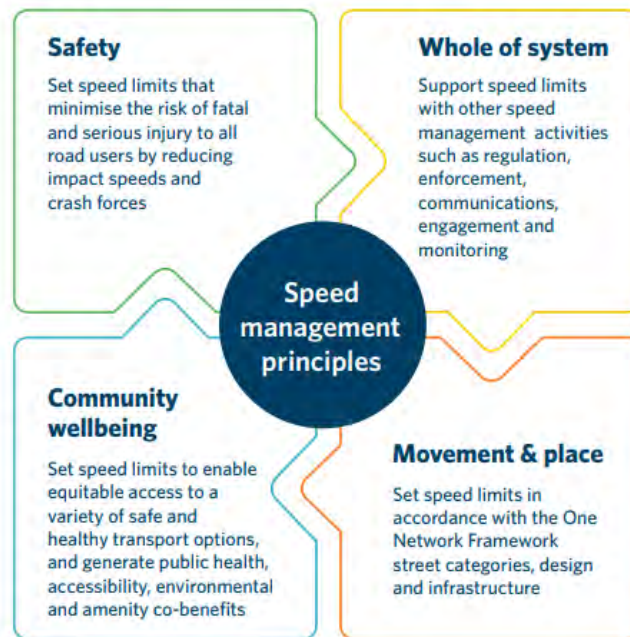 Safety
Set speed limits that
minimise the risk of fatal
and serious injury to all
road users by reducing
impact speeds and
crash forces
Whole of system
Support speed limits
with other speed
management activities
such as regulation,
enforcement,
communications,
engagement and
monitoring
Speed
management
principles
Community
wellbeing
Set speed limits to enable
equitable access to a
variety of safe and
healthy transport options,
and generate public health,
accessibility, environmental
and amenity co-benefits
Movement & place
Set speed limits in
accordance with the One
Network Framework
street categories, design
and infrastructure